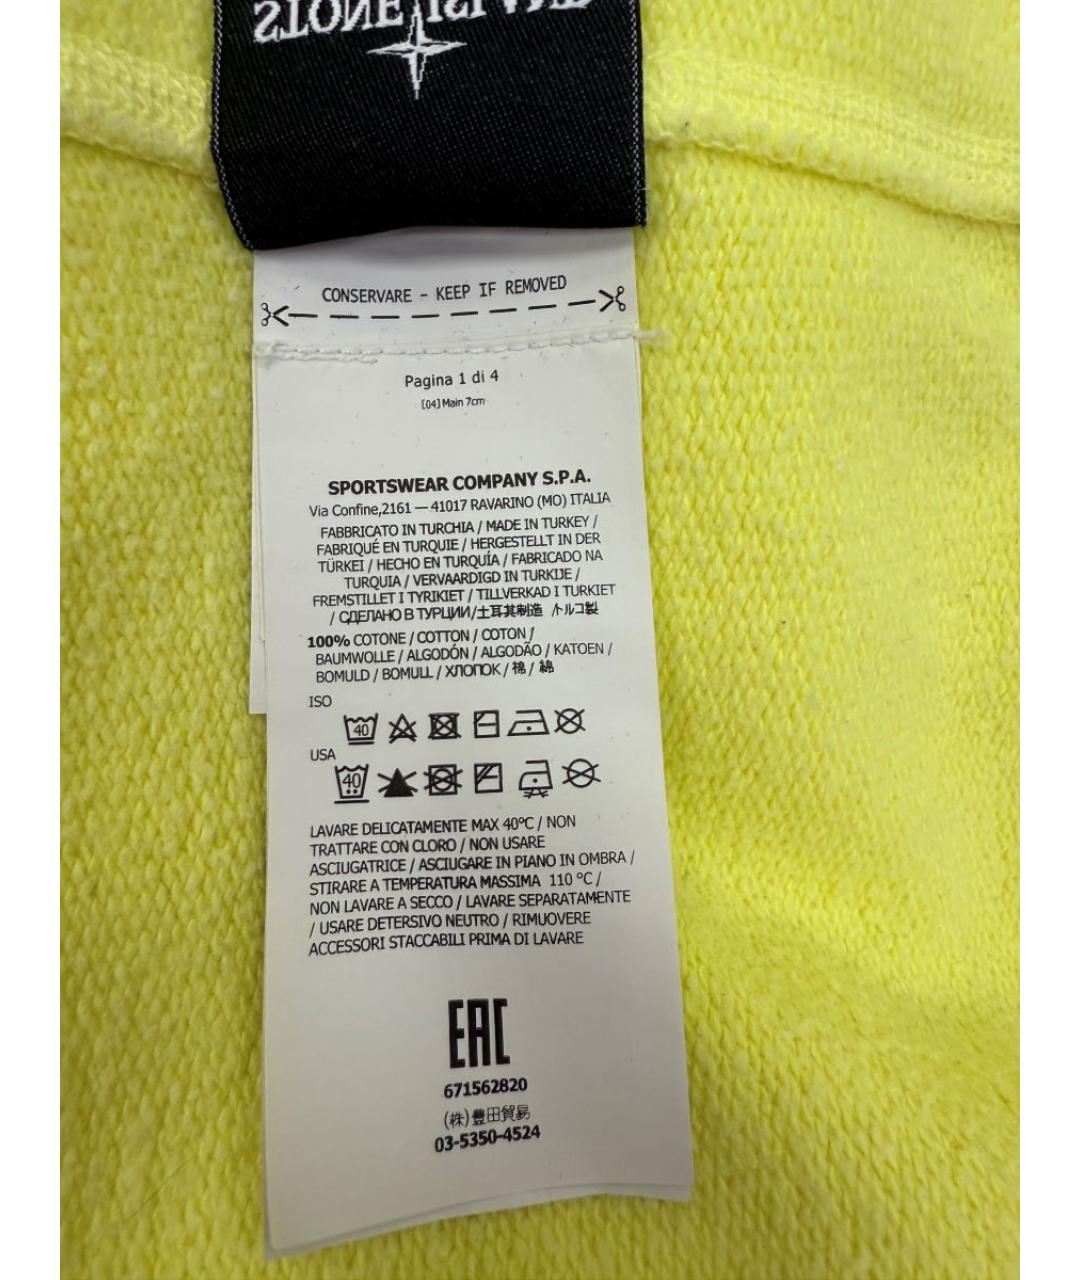 STONE ISLAND
CONSERVARE - KEEP IF REMOVED
Pagina 1 di 4
[04] Main 7cm
SPORTSWEAR COMPANY S.P.A.
Via Confine,2161 — 41017 RAVARINO (MO) ITALIA
FABBRICATO IN TURCHIA / MADE IN TURKEY /
FABRIQUÉ EN TURQUIE / HERGESTELLT IN DER
TÜRKEI / HECHO EN TURQUÍA / FABRICADO NA
TURQUIA / VERVAARDIGD IN TURKIJE /
FREMSTILLET I TYRIKIET / TILLVERKAD I TURKIET
/ СДЕЛАНО В ТУРЦИИ/土耳其制造 /トルコ製
100% COTONE / COTTON / COTON /
BAUMWOLLE / ALGODÓN / ALGODÃO / KATOEN /
BOMULD / BOMULL / ХЛОПОК / 棉 / 綿
ISO
40
USA
40
LAVARE DELICATAMENTE MAX 40°C / NON
TRATTARE CON CLORO / NON USARE
ASCIUGATRICE / ASCIUGARE IN PIANO IN OMBRA /
STIRARE A TEMPERATURA MASSIMA 110 °C /
NON LAVARE A SECCO / LAVARE SEPARATAMENTE
/ USARE DETERSIVO NEUTRO / RIMUOVERE
ACCESSORI STACCABILI PRIMA DI LAVARE
EAC
671562820
(株)豊田貿易
03-5350-4524